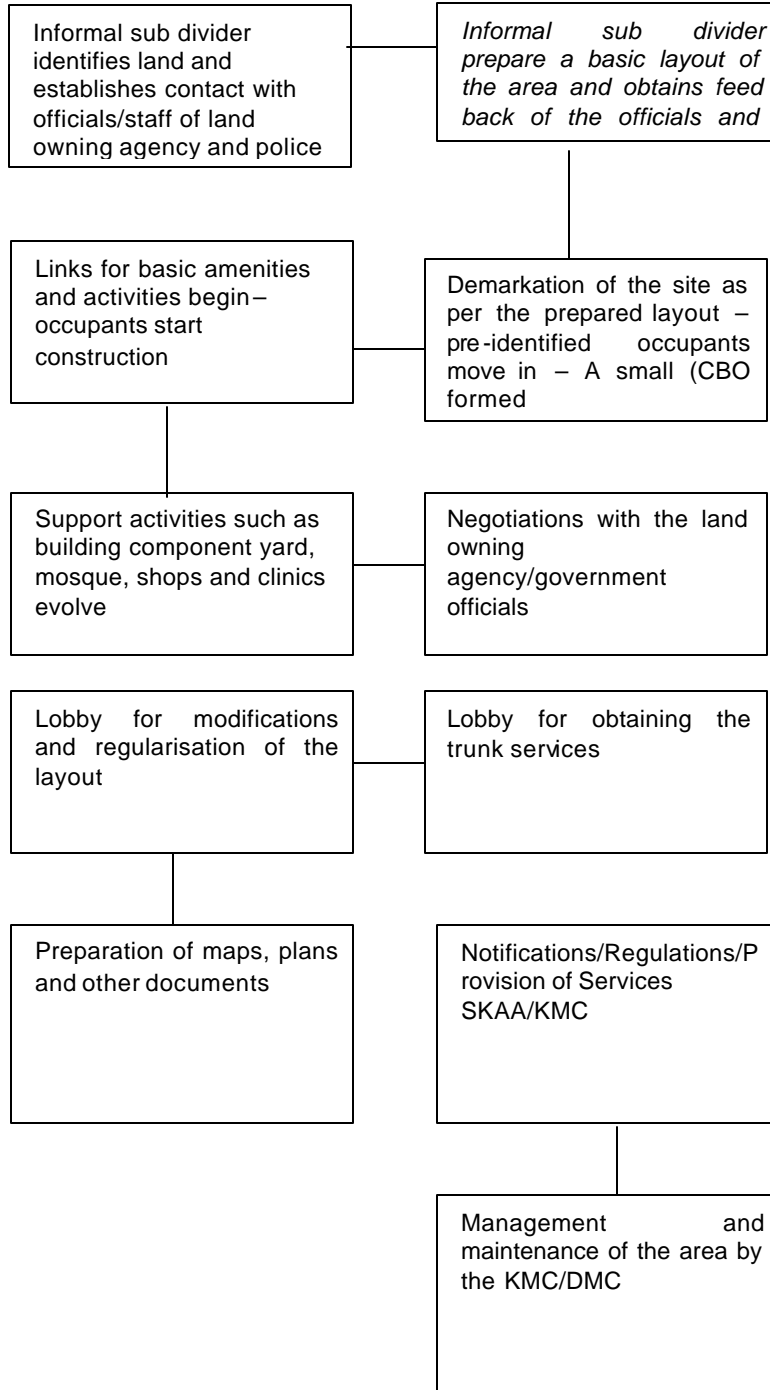 Informal sub divider
identifies land and
establishes contact with
officials/staff of land
owning agency and police
Informal sub divider
prepare a basic layout of
the area and obtains feed
back of the officials and
Links for basic amenities
and activities begin –
occupants start
construction
Demarkation of the site as
per the prepared layout –
pre-identified occupants
move in – A small (CBO
formed
Support activities such as
building component yard,
mosque, shops and clinics
evolve
Negotiations with the land
owning
agency/government
officials
Lobby for modifications
and regularisation of the
layout
Lobby for obtaining the
trunk services
Preparation of maps, plans
and other documents
Notifications/Regulations/P
rovision of Services
SKAA/KMC
Management and
maintenance of the area by
the KMC/DMC